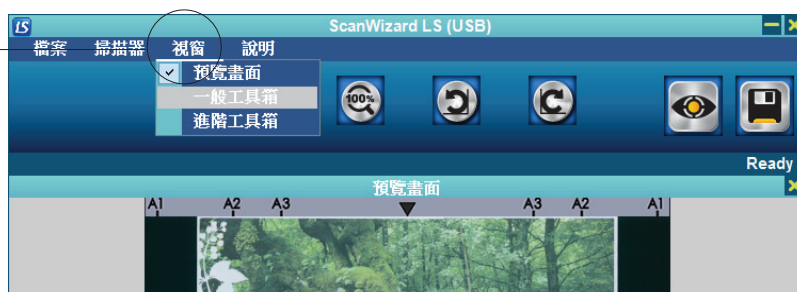 LS ScanWizard LS (USB)
檔案 掃描器 視窗 說明
預覽畫面
一般工具箱
進階工具箱
100%
Ready
預覽畫面
A1 A2 A3 A3 A2 A1